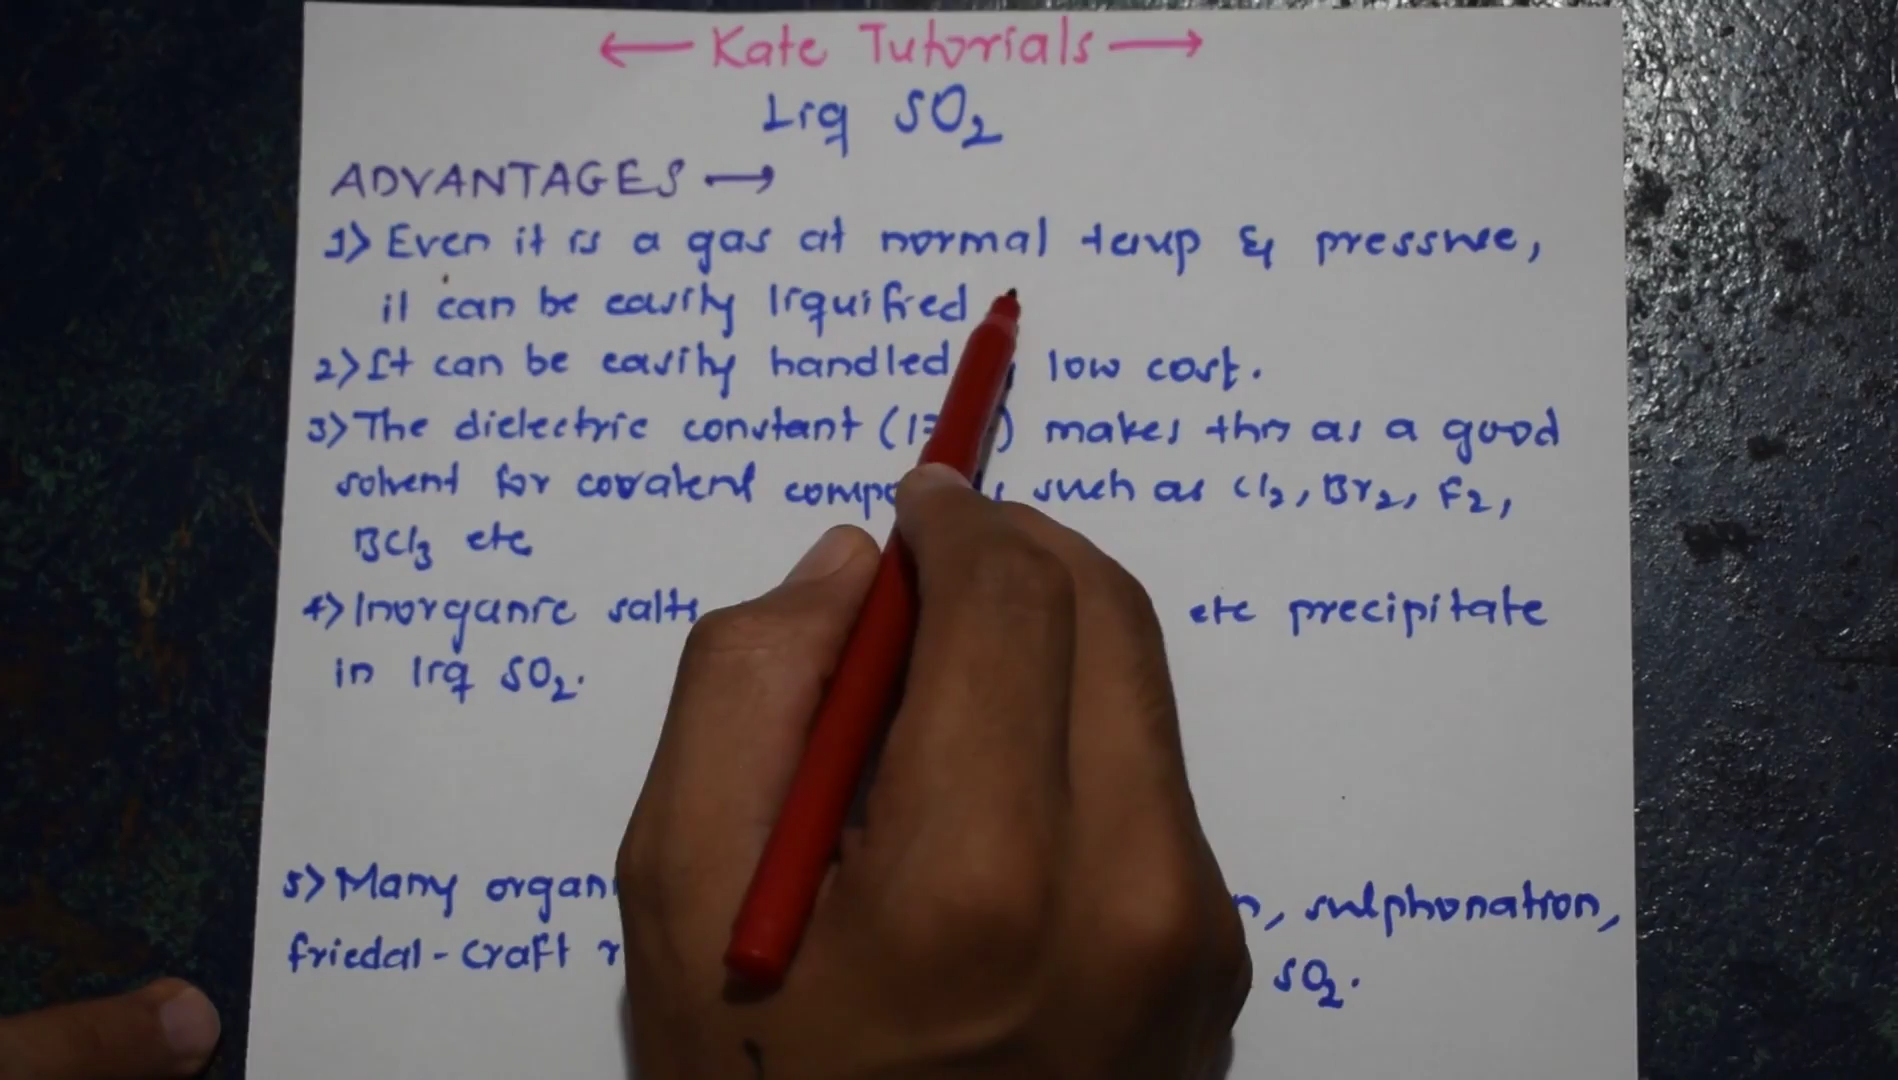 ← Kate Tutorials →
Liq SO₂
ADVANTAGES →
1) Even it is a gas at normal temp & pressure,
it can be easily liquified
2) It can be easily handled low cost.
3) The dielectric constant makes this as a good
solvent for covalent such as Cl₂, Br₂, F₂,
BCl₃ etc
4) Inorganic salts etc precipitate
in liq SO₂.
5) Many sulphonation,
friedal-craft SO₂.